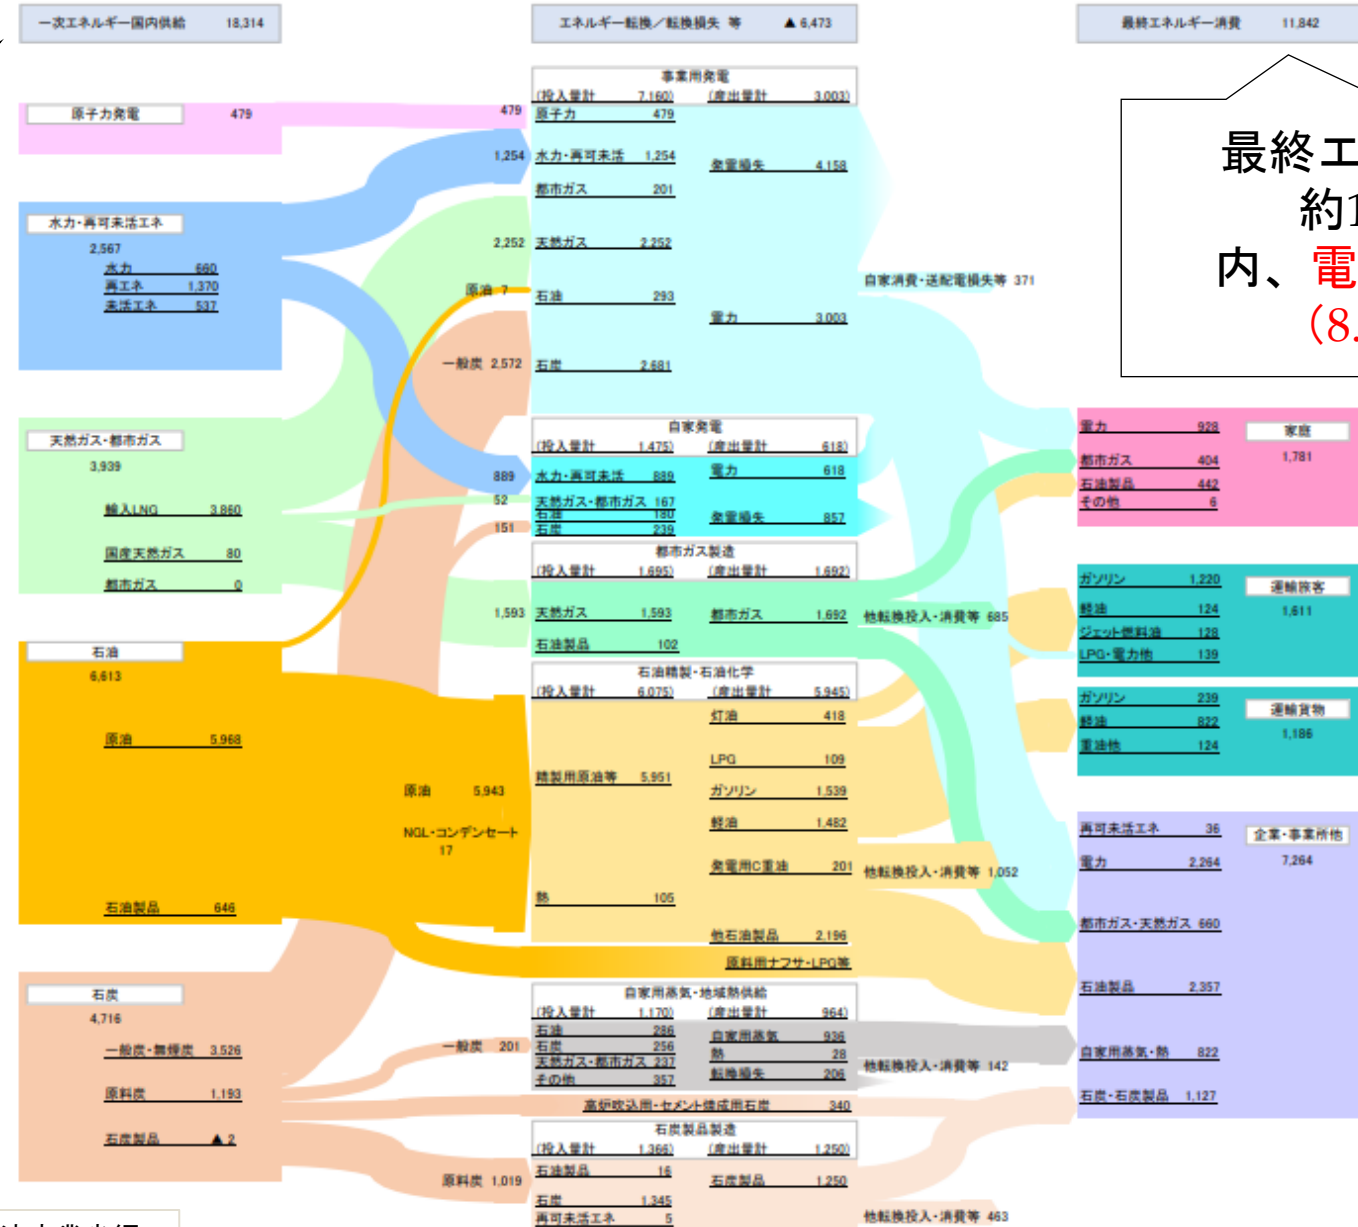 一次エネルギー国内供給 18,314
エネルギー転換／転換損失 等 ▲ 6,473
最終エネルギー消費 11,842
原子力発電 479
水力・再可未活エネ
2,567
水力 660
再エネ 1,370
未活エネ 537
天然ガス・都市ガス
3,939
輸入LNG 3,860
国産天然ガス 80
都市ガス 0
石油
6,613
原油 5,968
石油製品 646
石炭
4,716
一般炭・無煙炭 3,526
原料炭 1,193
石炭製品 ▲ 2
479
1,254
2,252
原油 7
一般炭 2,572
889
52
151
1,593
原油 5,943
NGL・コンデンセート
17
一般炭 201
原料炭 1,019
事業用発電
(投入量計 7,160) (産出量計 3,003)
原子力 479
水力・再可未活 1,254
発電損失 4,158
都市ガス 201
天然ガス 2,252
石油 293
電力 3,003
石炭 2,681
自家発電
(投入量計 1,475) (産出量計 618)
水力・再可未活 889
電力 618
天然ガス・都市ガス 167
石油 180
発電損失 857
石炭 239
都市ガス製造
(投入量計 1,695) (産出量計 1,692)
天然ガス 1,593
都市ガス 1,692
石油製品 102
石油精製・石油化学
(投入量計 6,075) (産出量計 5,945)
灯油 418
LPG 109
精製用原油等 5,951
ガソリン 1,539
軽油 1,482
発電用C重油 201
熱 105
他石油製品 2,196
原料用ナフサ・LPG等
自家用蒸気・地域熱供給
(投入量計 1,170) (産出量計 964)
石油 286
自家用蒸気 936
石炭 256
熱 28
天然ガス・都市ガス 237
転換損失 206
その他 357
高炉吹込用・セメント焼成用石炭 340
石炭製品製造
(投入量計 1,366) (産出量計 1,250)
石油製品 16
石炭製品 1,250
石炭 1,345
再可未活エネ 5
自家消費・送配電損失等 371
他転換投入・消費等 685
他転換投入・消費等 1,052
他転換投入・消費等 142
他転換投入・消費等 463
最終エ
約1
内、電
（8.
電力 928
家庭
都市ガス 404
1,781
石油製品 442
その他 6
ガソリン 1,220
運輸旅客
軽油 124
1,611
ジェット燃料油 128
LPG・電力他 139
ガソリン 239
運輸貨物
軽油 822
1,186
重油他 124
再可未活エネ 36
企業・事業所他
電力 2,264
7,264
都市ガス・天然ガス 660
石油製品 2,357
自家用蒸気・熱 822
石炭・石炭製品 1,127